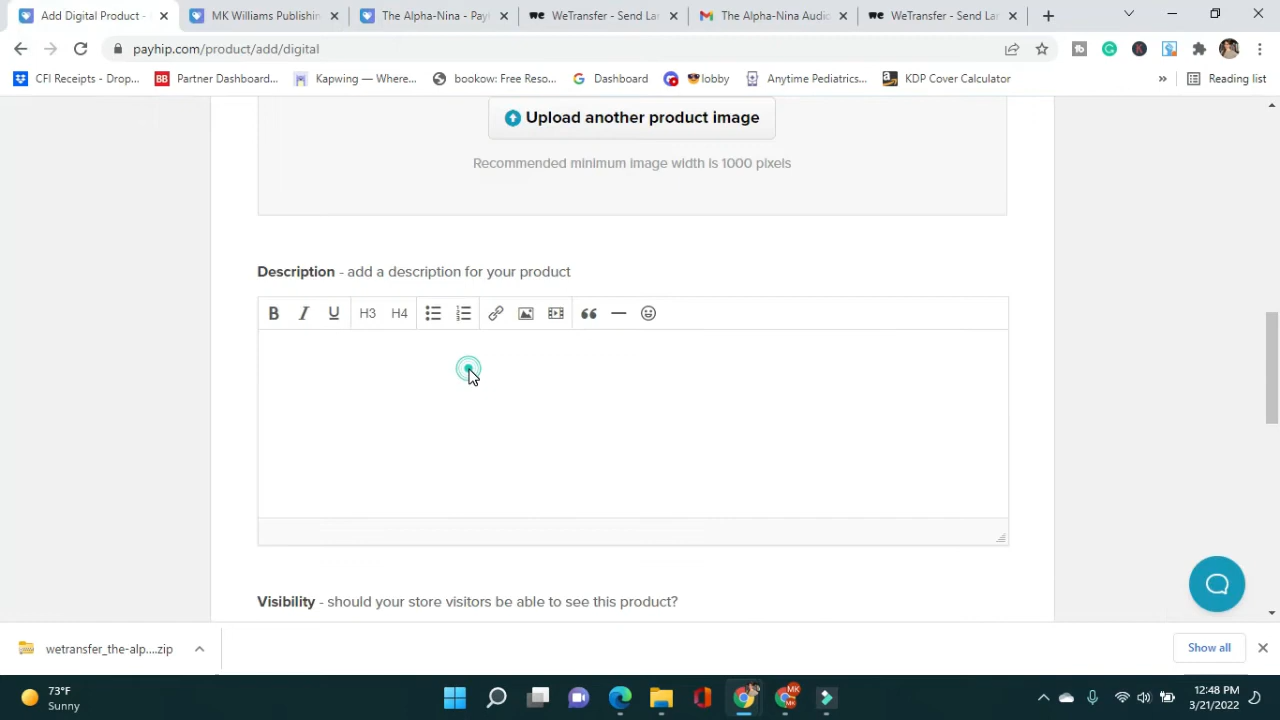 Add Digital Product -
MK Williams Publishin
The Alpha-Nina - Payl
WeTransfer - Send Lar
The Alpha-Nina Audic
WeTransfer - Send Lar
payhip.com/product/add/digital
CFI Receipts - Drop...
Partner Dashboard...
Kapwing — Where...
bookow: Free Reso...
Dashboard
lobby
Anytime Pediatrics...
KDP Cover Calculator
»
Reading list
Upload another product image
Recommended minimum image width is 1000 pixels
Description - add a description for your product
B I U H3 H4
Visibility - should your store visitors be able to see this product?
wetransfer_the-alp....zip
Show all
73°F
Sunny
12:48 PM
3/21/2022